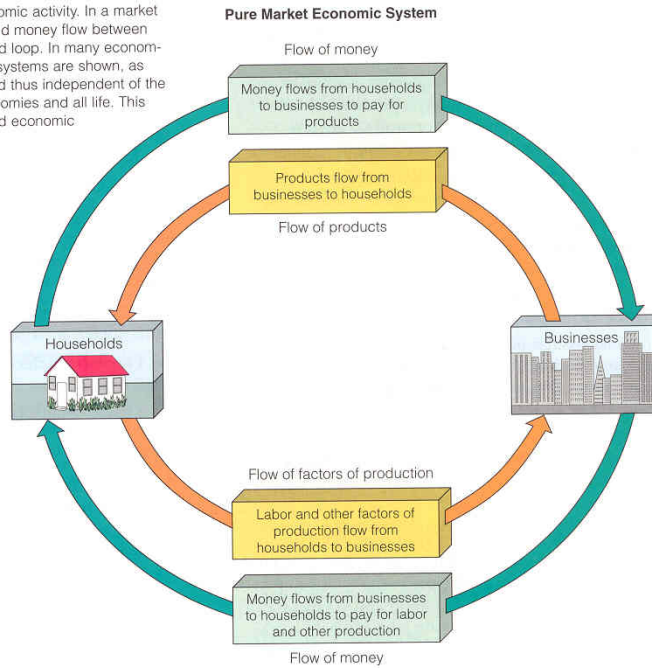 omic activity. In a market
d money flow between
d loop. In many econom-
systems are shown, as
d thus independent of the
omies and all life. This
d economic
Pure Market Economic System
Flow of money
Money flows from households
to businesses to pay for
products
Products flow from
businesses to households
Flow of products
Households
Businesses
Flow of factors of production
Labor and other factors of
production flow from
households to businesses
Money flows from businesses
to households to pay for labor
and other production
Flow of money